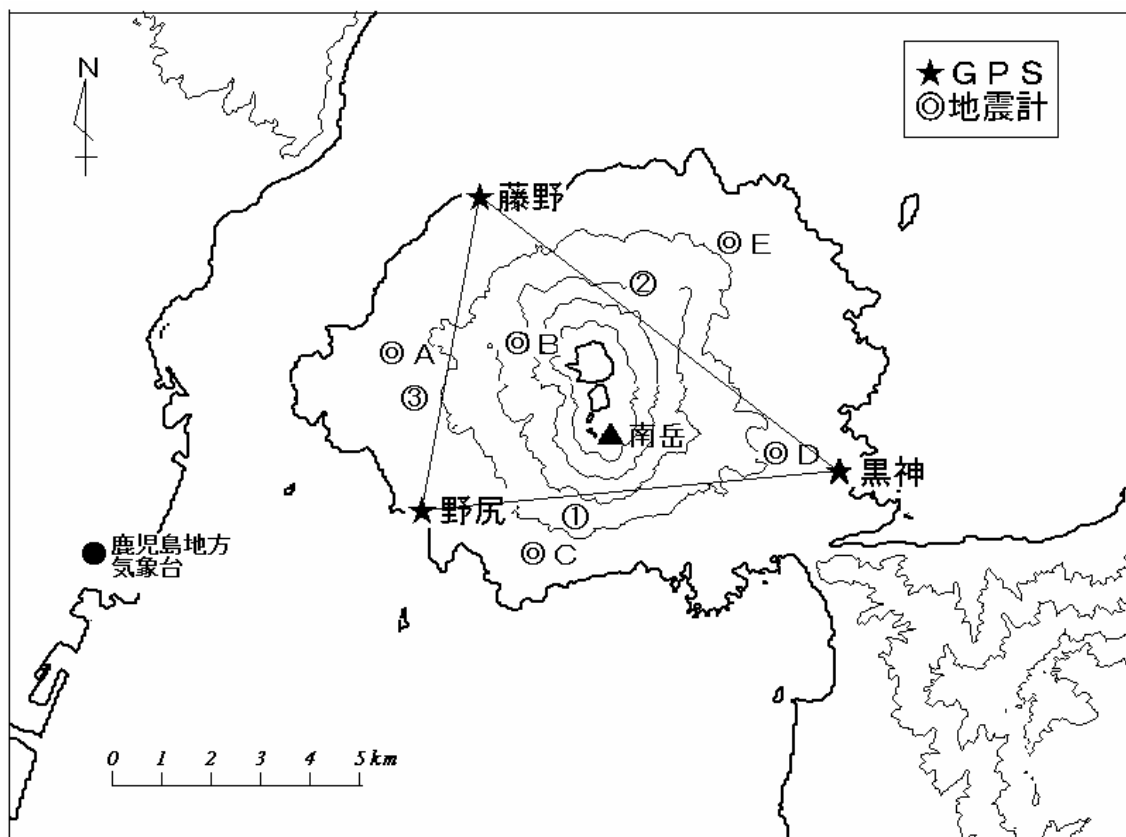 N
★GPS
◎地震計
★藤野
◎E
②
◎A
◎B
③
▲南岳
◎D
★黒神
★野尻
①
◎C
●鹿児島地方
気象台
0 1 2 3 4 5km